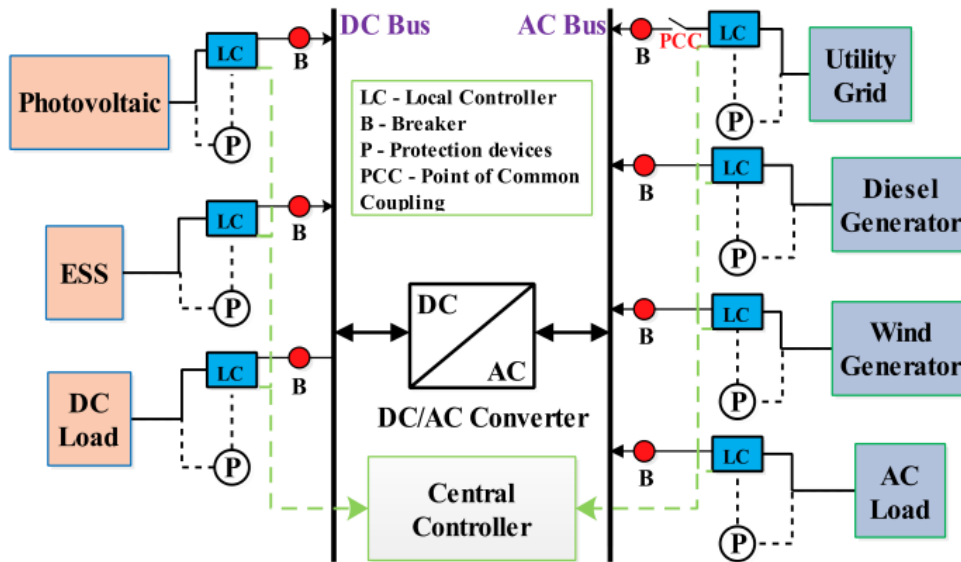 DC Bus
AC Bus
Photovoltaic
LC
B
P
ESS
LC
B
P
DC
Load
LC
B
P
LC - Local Controller
B - Breaker
P - Protection devices
PCC - Point of Common
Coupling
DC
AC
DC/AC Converter
Central
Controller
B
PCC
LC
P
Utility
Grid
B
LC
P
Diesel
Generator
B
LC
P
Wind
Generator
B
LC
P
AC
Load